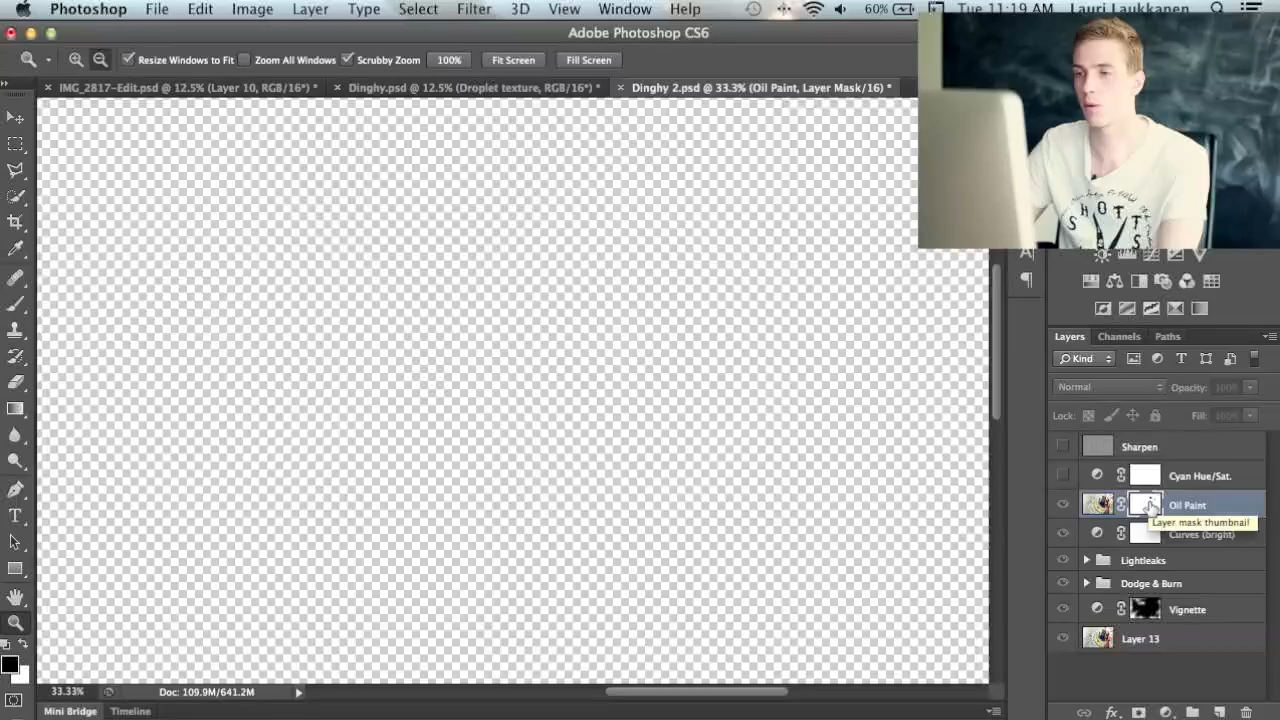 Photoshop File Edit Image Layer Type Select Filter 3D View Window Help 60% Tue 11:19 AM Lauri Laukkanen
Adobe Photoshop CS6
Resize Windows to Fit Zoom All Windows Scrubby Zoom 100% Fit Screen Fill Screen
IMG_2817-Edit.psd @ 12.5% (Layer 10, RGB/16*) * Dinghy.psd @ 12.5% (Droplet texture, RGB/16*) * Dinghy 2.psd @ 33.3% (Oil Paint, Layer Mask/16) *
SHOTTS
Layers Channels Paths
Kind
Normal Opacity: 100%
Lock: Fill: 100%
Sharpen
Cyan Hue/Sat.
Oil Paint
Layer mask thumbnail
Curves (bright)
Lightleaks
Dodge & Burn
Vignette
Layer 13
33.33% Doc: 109.9M/641.2M
Mini Bridge Timeline